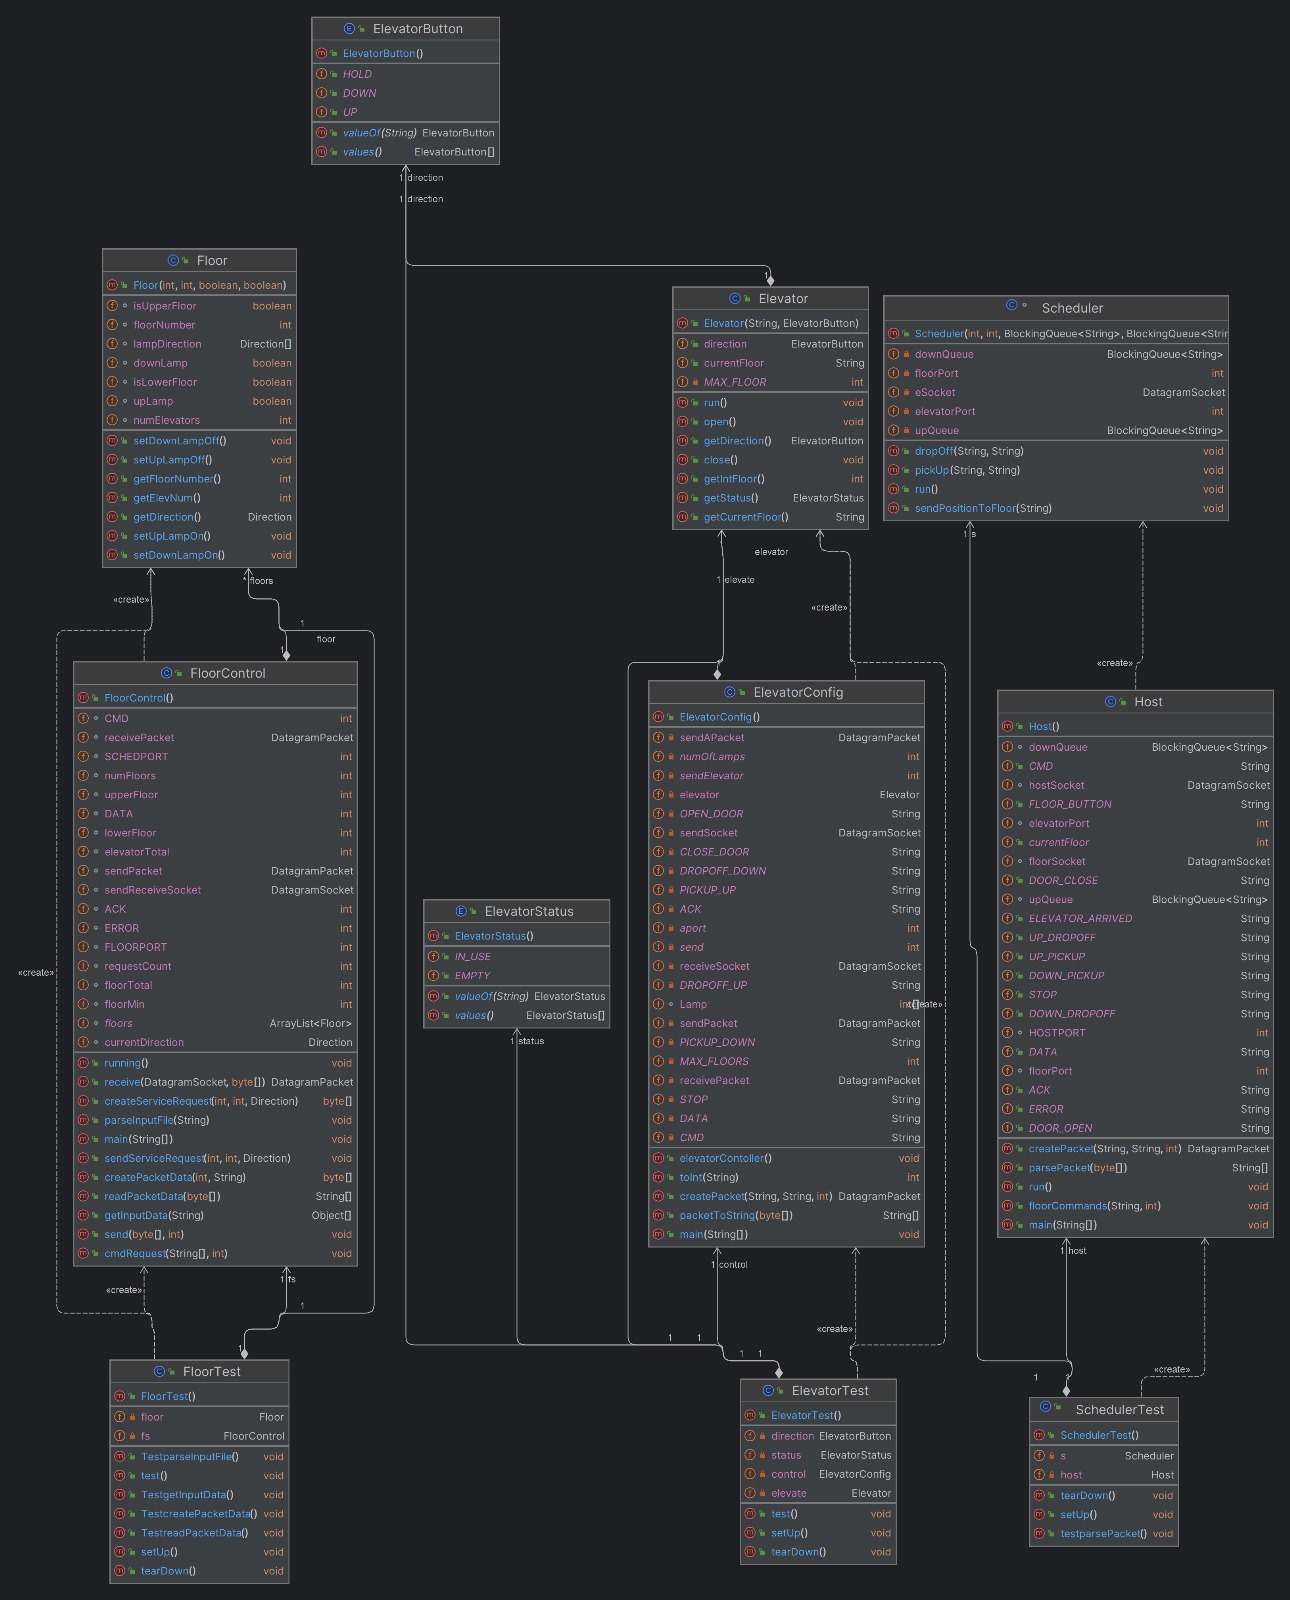 ElevatorButton
ElevatorButton()
HOLD
DOWN
UP
valueOf(String) ElevatorButton
values() ElevatorButton[]
1 direction
1 direction
Floor
Floor(int, int, boolean, boolean)
isUpperFloor boolean
floorNumber int
lampDirection Direction[]
downLamp boolean
isLowerFloor boolean
upLamp boolean
numElevators int
setDownLampOff() void
setUpLampOff() void
getFloorNumber() int
getElevNum() int
getDirection() Direction
setUpLampOn() void
setDownLampOn() void
1
Elevator
Elevator(String, ElevatorButton)
direction ElevatorButton
currentFloor String
MAX_FLOOR int
run() void
open() void
getDirection() ElevatorButton
close() void
getIntFloor() int
getStatus() ElevatorStatus
getCurrentFloor() String
Scheduler
Scheduler(int, int, BlockingQueue<String>, BlockingQueue<Strir
downQueue BlockingQueue<String>
floorPort int
eSocket DatagramSocket
elevatorPort int
upQueue BlockingQueue<String>
dropOff(String, String) void
pickUp(String, String) void
run() void
sendPositionToFloor(String) void
«create»
* floors
1
floor
1
elevator
1 elevate
«create»
1 s
«create»
FloorControl
FloorControl()
CMD int
receivePacket DatagramPacket
SCHEDPORT int
numFloors int
upperFloor int
DATA int
lowerFloor int
elevatorTotal int
sendPacket DatagramPacket
sendReceiveSocket DatagramSocket
ACK int
ERROR int
FLOORPORT int
requestCount int
floorTotal int
floorMin int
floors ArrayList<Floor>
currentDirection Direction
running() void
receive(DatagramSocket, byte[]) DatagramPacket
createServiceRequest(int, int, Direction) byte[]
parseInputFile(String) void
main(String[]) void
sendServiceRequest(int, int, Direction) void
createPacketData(int, String) byte[]
readPacketData(byte[]) String[]
getInputData(String) Object[]
send(byte[], int) void
cmdRequest(String[], int) void
«create»
ElevatorStatus
ElevatorStatus()
IN_USE
EMPTY
valueOf(String) ElevatorStatus
values() ElevatorStatus[]
1 status
ElevatorConfig
ElevatorConfig()
sendAPacket DatagramPacket
numOfLamps int
sendElevator int
elevator Elevator
OPEN_DOOR String
sendSocket DatagramSocket
CLOSE_DOOR String
DROPOFF_DOWN String
PICKUP_UP String
ACK String
aport int
send int
receiveSocket DatagramSocket
DROPOFF_UP String
Lamp int[]
«create»
sendPacket DatagramPacket
PICKUP_DOWN String
MAX_FLOORS int
receivePacket DatagramPacket
STOP String
DATA String
CMD String
elevatorContoller() void
toInt(String) int
createPacket(String, String, int) DatagramPacket
packetToString(byte[]) String[]
main(String[]) void
Host
Host()
downQueue BlockingQueue<String>
CMD String
hostSocket DatagramSocket
FLOOR_BUTTON String
elevatorPort int
currentFloor int
floorSocket DatagramSocket
DOOR_CLOSE String
upQueue BlockingQueue<String>
ELEVATOR_ARRIVED String
UP_DROPOFF String
UP_PICKUP String
DOWN_PICKUP String
STOP String
DOWN_DROPOFF String
HOSTPORT int
DATA String
floorPort int
ACK String
ERROR String
DOOR_OPEN String
createPacket(String, String, int) DatagramPacket
parsePacket(byte[]) String[]
run() void
floorCommands(String, int) void
main(String[]) void
«create»
1 fs
1
1
1 control
«create»
1 1
1 1
1 host
«create»
1
FloorTest
FloorTest()
floor Floor
fs FloorControl
TestparseInputFile() void
test() void
TestgetInputData() void
TestcreatePacketData() void
TestreadPacketData() void
setUp() void
tearDown() void
ElevatorTest
ElevatorTest()
direction ElevatorButton
status ElevatorStatus
control ElevatorConfig
elevate Elevator
test() void
setUp() void
tearDown() void
SchedulerTest
SchedulerTest()
s Scheduler
host Host
tearDown() void
setUp() void
testparsePacket() void